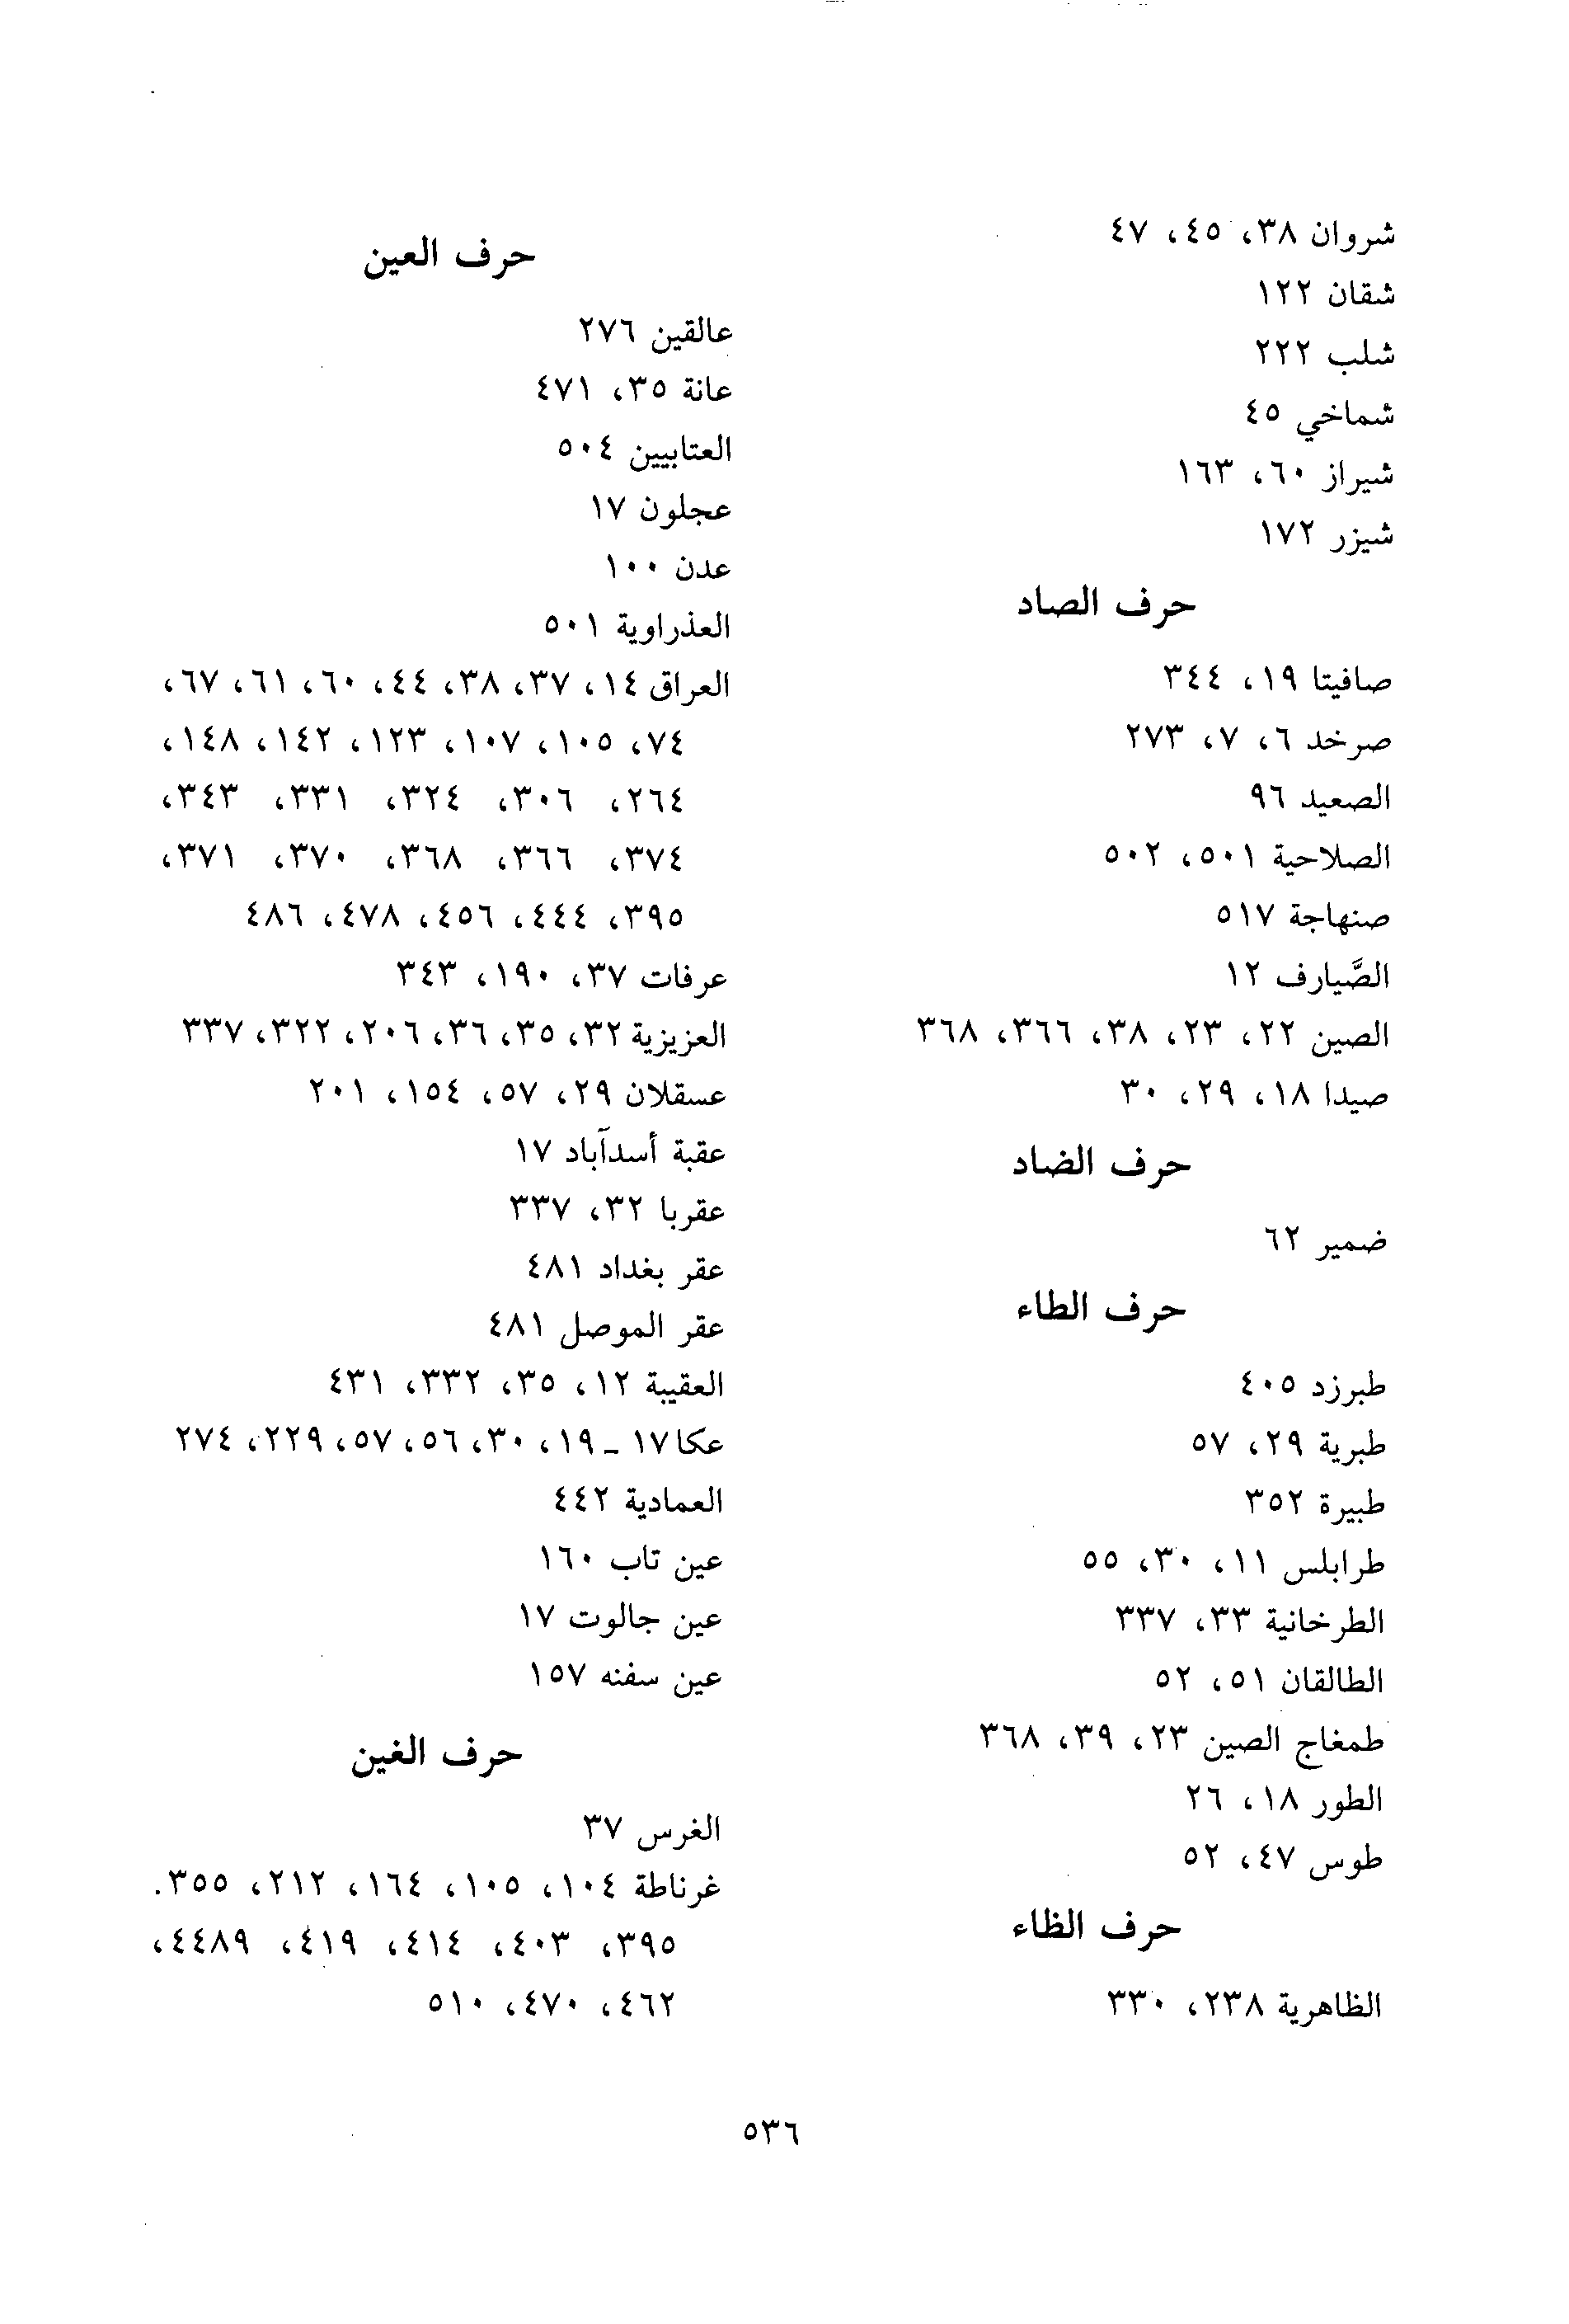 شروان ٣٨، ٤٥، ٤٧
شقان ١٢٢
شلب ٢٢٢
شماخي ٤٥
شيراز ٦٠، ١٦٣
شيزر ١٧٢
حرف الصاد
صافيتا ١٩، ٣٤٤
صرخد ٦، ٧، ٢٧٣
الصعيد ٩٦
الصلاحية ٥٠١، ٥٠٢
صنهاجة ٥١٧
الصَّيارف ١٢
الصين ٢٢، ٢٣، ٣٨، ٣٦٦، ٣٦٨
صيدا ١٨، ٢٩، ٣٠
حرف الضاد
ضمير ٦٢
حرف الطاء
طبرزد ٤٠٥
طبرية ٢٩، ٥٧
طبيرة ٣٥٢
طرابلس ١١، ٣٠، ٥٥
الطرخانية ٣٣، ٣٣٧
الطالقان ٥١، ٥٢
طمغاج الصين ٢٣، ٣٩، ٣٦٨
الطور ١٨، ٢٦
طوس ٤٧، ٥٢
حرف الظاء
الظاهرية ٢٣٨، ٣٣٠
حرف العين
عالقين ٢٧٦
عانة ٣٥، ٤٧١
العتابيين ٥٠٤
عجلون ١٧
عدن ١٠٠
العذراوية ٥٠١
العراق ١٤، ٣٧، ٣٨، ٤٤، ٦٠، ٦١، ٦٧،
٧٤، ١٠٥، ١٠٧، ١٢٣، ١٤٢، ١٤٨،
٢٦٤، ٣٠٦، ٣٢٤، ٣٣١، ٣٤٣،
٣٧٤، ٣٦٦، ٣٦٨، ٣٧٠، ٣٧١،
٣٩٥، ٤٤٤، ٤٥٦، ٤٧٨، ٤٨٦
عرفات ٣٧، ١٩٠، ٣٤٣
العزيزية ٣٢، ٣٥، ٣٦، ٢٠٦، ٣٢٢، ٣٣٧
عسقلان ٢٩، ٥٧، ١٥٤، ٢٠١
عقبة أسدآباد ١٧
عقربا ٣٢، ٣٣٧
عقر بغداد ٤٨١
عقر الموصل ٤٨١
العقيبة ١٢، ٣٥، ٣٣٢، ٤٣١
عكا ١٧ ـ ١٩، ٣٠، ٥٦، ٥٧، ٢٢٩، ٢٧٤
العمادية ٤٤٢
عين تاب ١٦٠
عين جالوت ١٧
عين سفنه ١٥٧
حرف الغين
الغرس ٣٧
غرناطة ١٠٤، ١٠٥، ١٦٤، ٢١٢، ٣٥٥.
٣٩٥، ٤٠٣، ٤١٤، ٤١٩، ٤٤٨٩،
٤٦٢، ٤٧٠، ٥١٠
٥٣٦